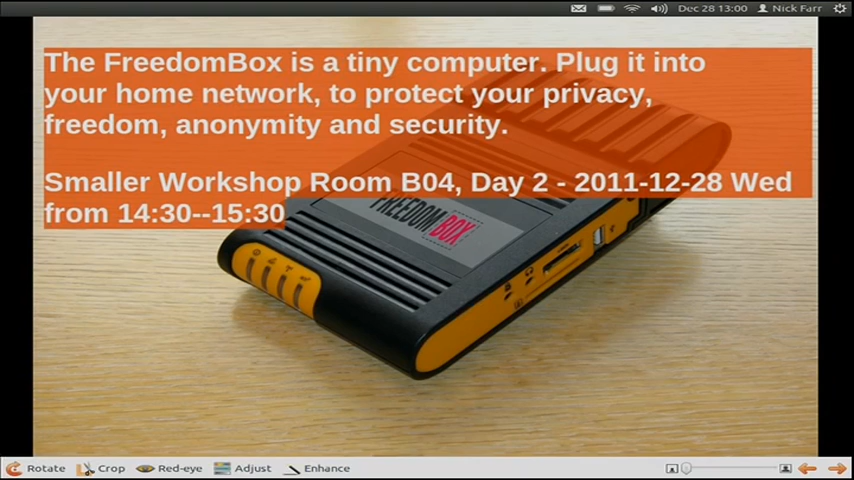 Dec 28 13:00 Nick Farr
The FreedomBox is a tiny computer. Plug it into
your home network, to protect your privacy,
freedom, anonymity and security.
Smaller Workshop Room B04, Day 2 - 2011-12-28 Wed
from 14:30--15:30
FREEDOMBOX
Rotate Crop Red-eye Adjust Enhance